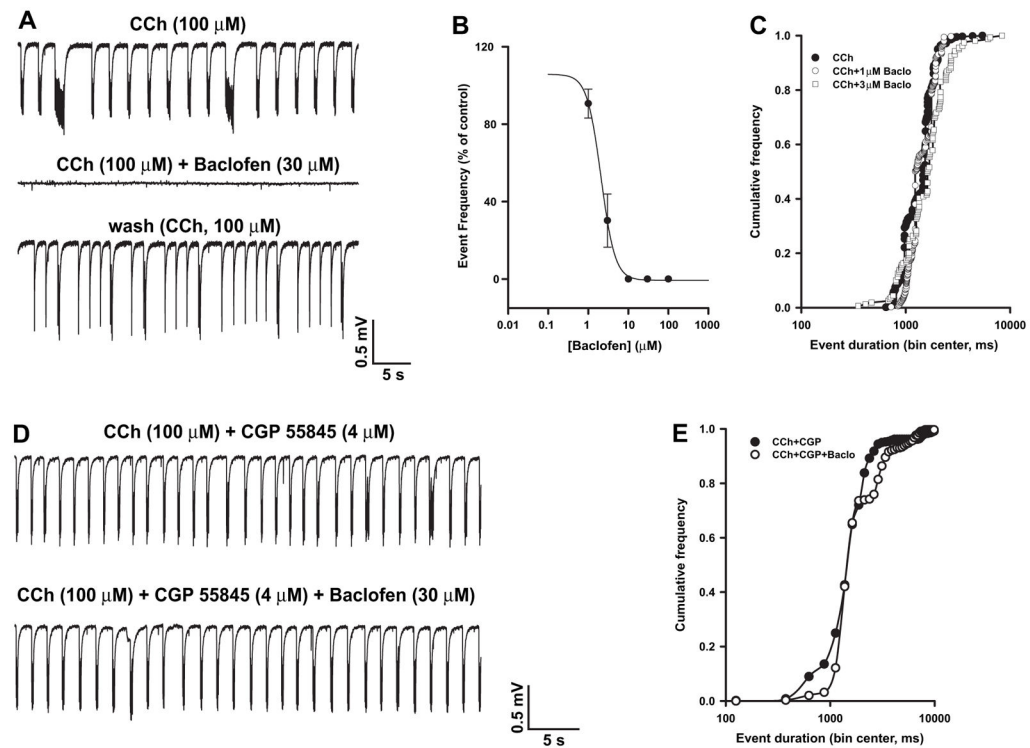 A
CCh (100 μM)
CCh (100 μM) + Baclofen (30 μM)
wash (CCh, 100 μM)
0.5 mV
5 s
B
Event Frequency (% of control)
120
80
40
0
0.01 0.1 1 10 100 1000
[Baclofen] (μM)
C
CCh
CCh+1μM Baclo
CCh+3μM Baclo
Cumulative frequency
1.0
0.8
0.6
0.4
0.2
0.0
100 1000 10000
Event duration (bin center, ms)
D
CCh (100 μM) + CGP 55845 (4 μM)
CCh (100 μM) + CGP 55845 (4 μM) + Baclofen (30 μM)
0.5 mV
5 s
E
CCh+CGP
CCh+CGP+Baclo
Cumulative frequency
1.0
0.8
0.6
0.4
0.2
0.0
100 1000 10000
Event duration (bin center, ms)